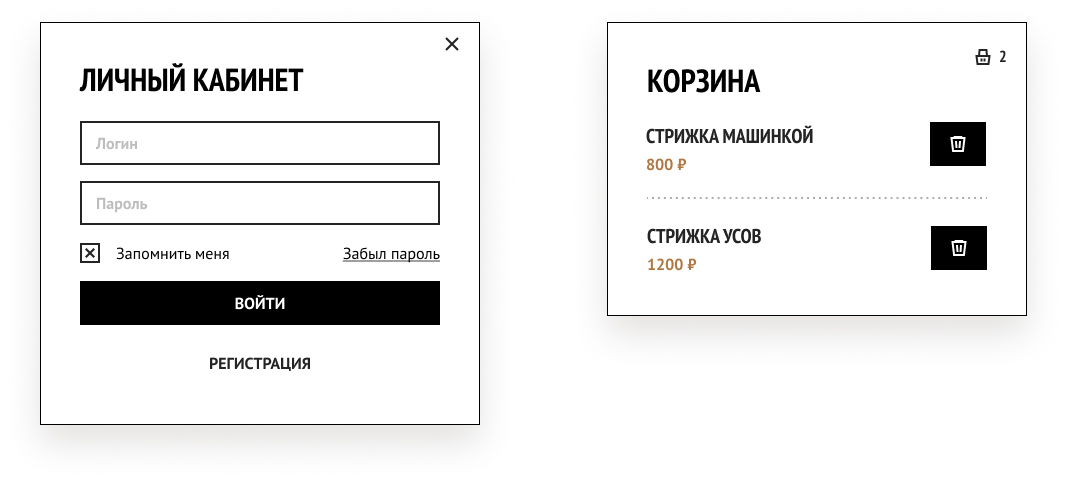 ЛИЧНЫЙ КАБИНЕТ
Логин
Пароль
Запомнить меня
Забыл пароль
ВОЙТИ
РЕГИСТРАЦИЯ
2
КОРЗИНА
СТРИЖКА МАШИНКОЙ
800 ₽
СТРИЖКА УСОВ
1200 ₽